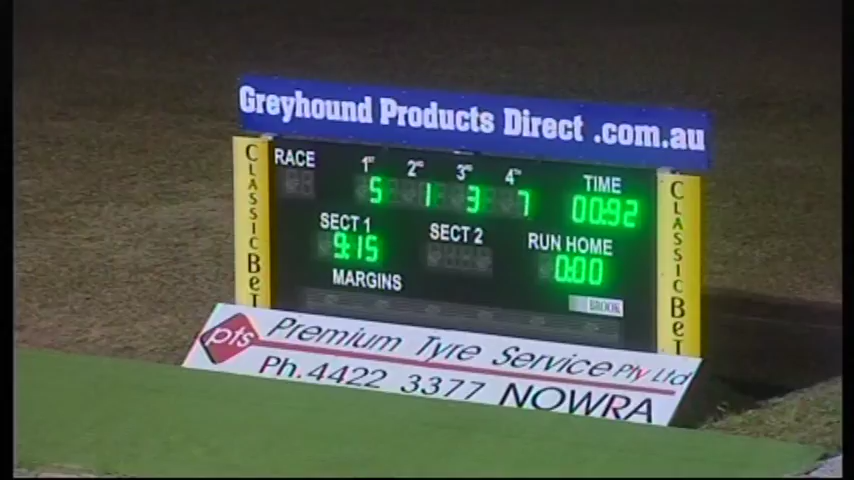 Greyhound Products Direct .com.au
CLASSICBET
RACE 1ST 2ND 3RD 4TH TIME
5 1 3 7 00:92
SECT 1 SECT 2 RUN HOME
9:15 0:00
MARGINS
BROOK
CLASSICBET
pts Premium Tyre Service Pty Ltd
Ph. 4422 3377 NOWRA